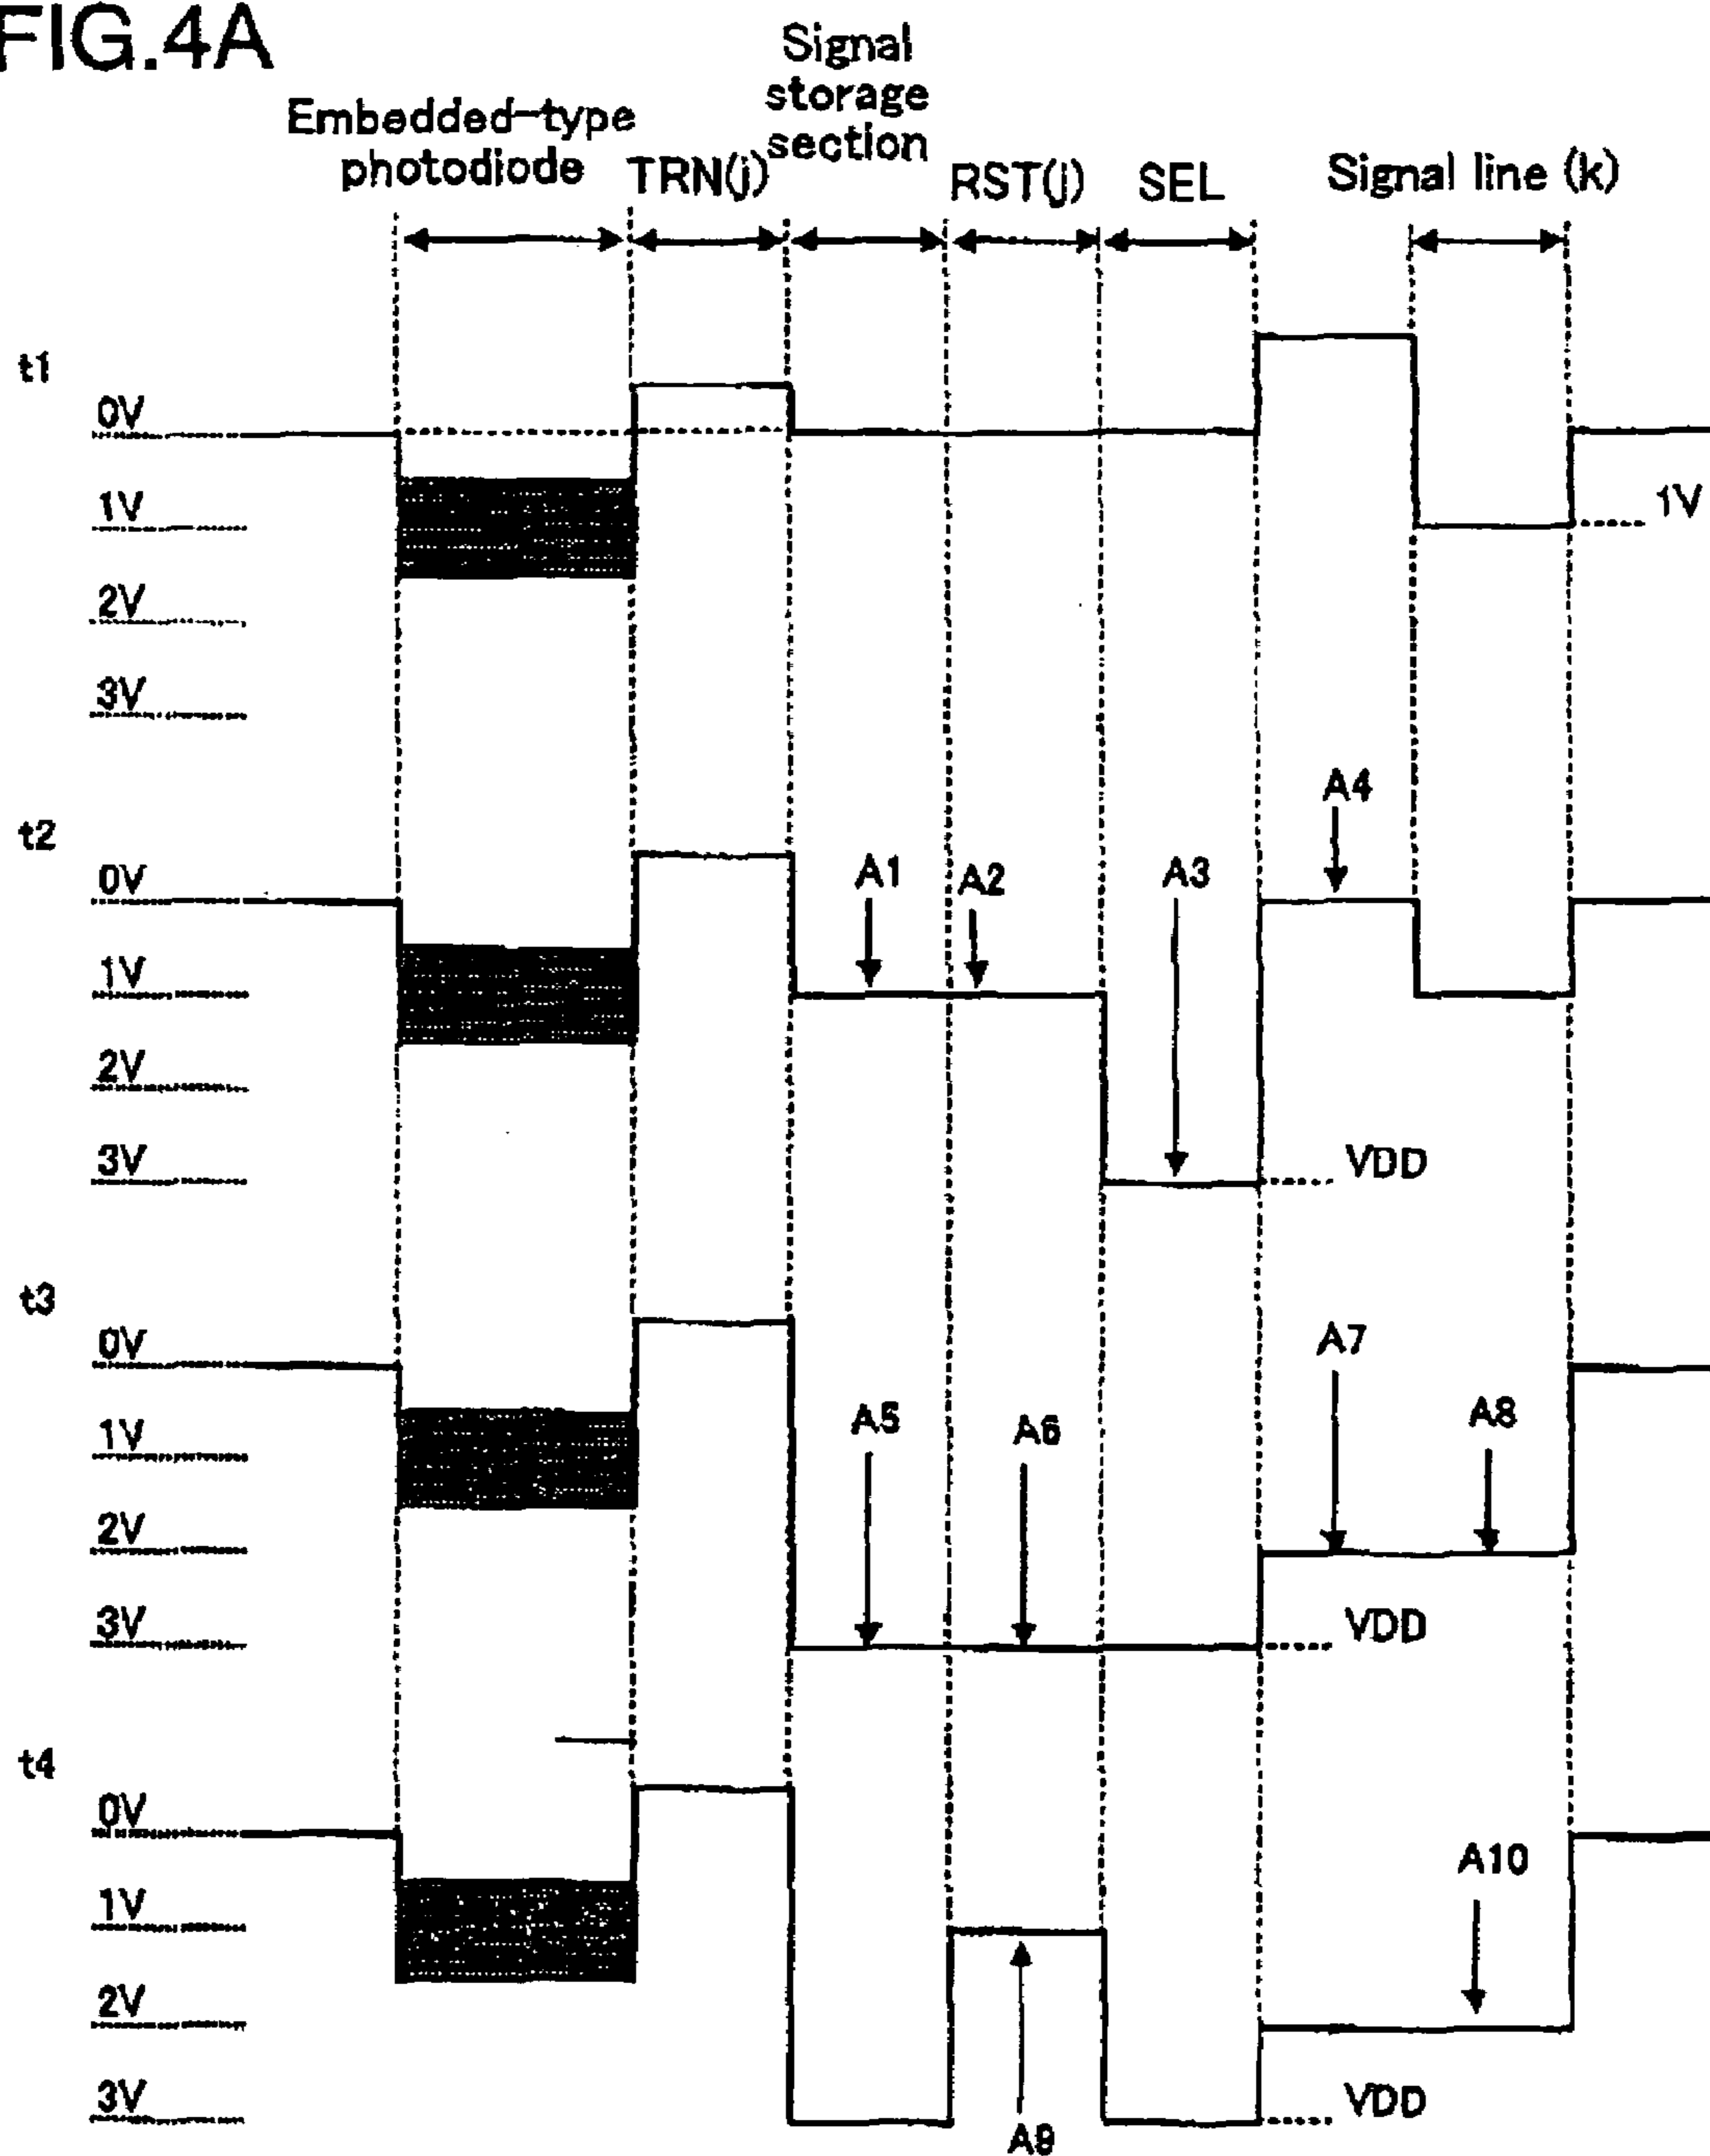 FIG.4A
Embedded-type
photodiode
TRN(j)
Signal
storage
section
RST(j)
SEL
Signal line (k)
t1
0V
1V
1V
2V
3V
t2
0V
A1
A2
A3
A4
1V
2V
3V
VDD
t3
0V
A7
1V
A5
A6
A8
2V
3V
VDD
t4
0V
A10
1V
2V
3V
VDD
A9